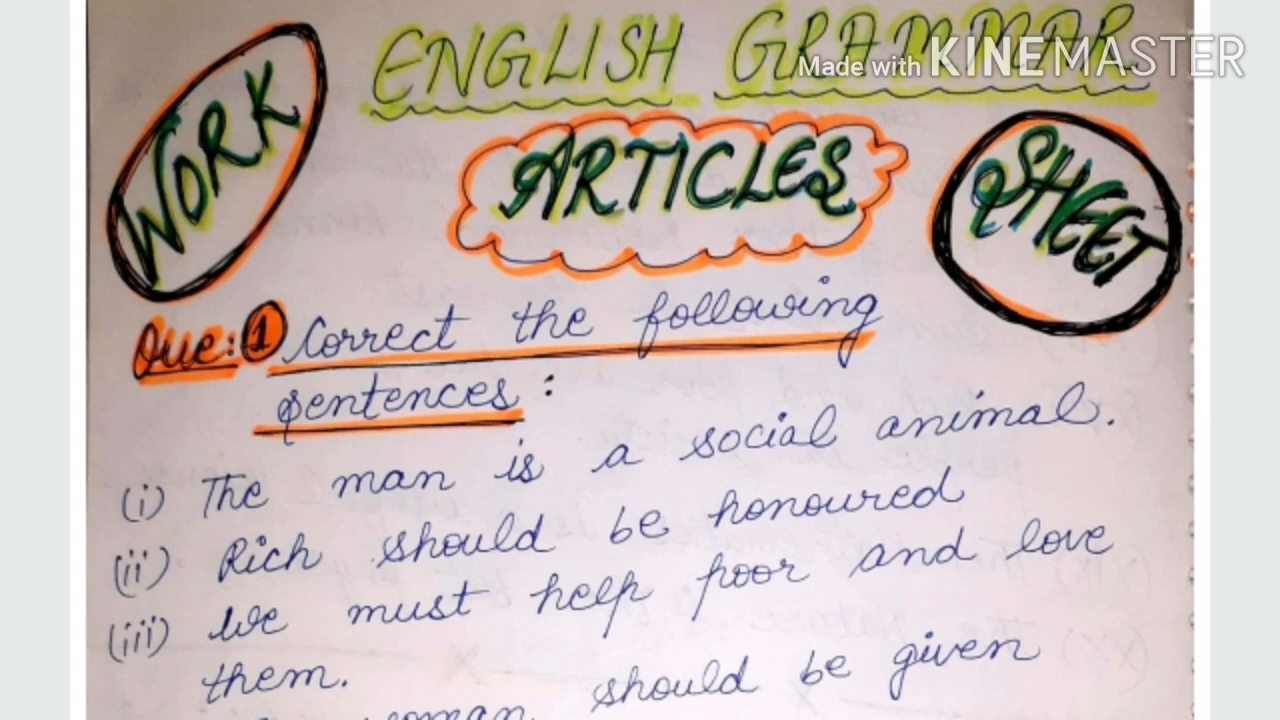 ENGLISH GRAMMAR
Made with KINEMASTER
WORK
ARTICLES
SHEET
Que: 1 Correct the following
sentences :
(i) The man is a social animal.
(ii) Rich should be honoured
(iii) We must help poor and love
them.
woman should be given